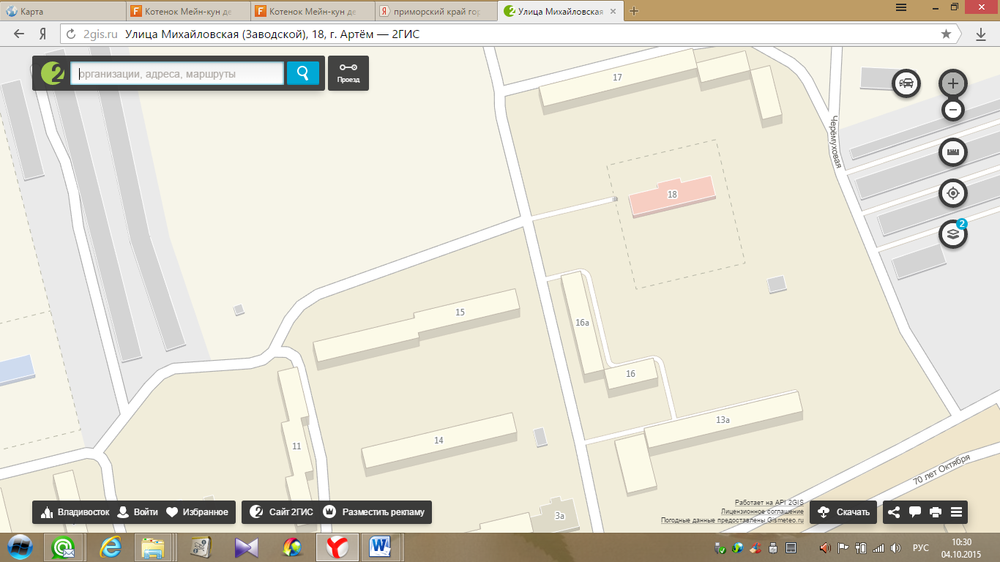 Карта
Котенок Мейн-кун де
Котенок Мейн-кун де
приморский край гор
Улица Михайловская
2gis.ru Улица Михайловская (Заводской), 18, г. Артём — 2ГИС
организации, адреса, маршруты
Проезд
17
Черёмуховая
18
2
15
16а
16
13а
14
11
70 лет Октября
3а
Работает на API 2GIS
Лицензионное соглашение
Погодные данные предоставлены Gismeteo.ru
Владивосток Войти Избранное
Сайт 2ГИС Разместить рекламу
Скачать
РУС
10:30
04.10.2015